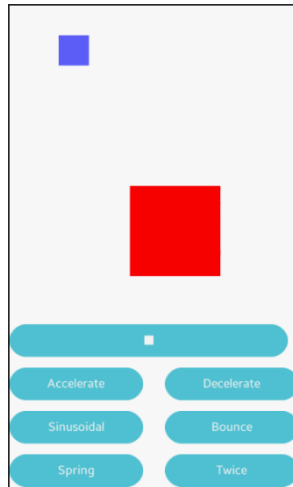 Accelerate
Decelerate
Sinusoidal
Bounce
Spring
Twice